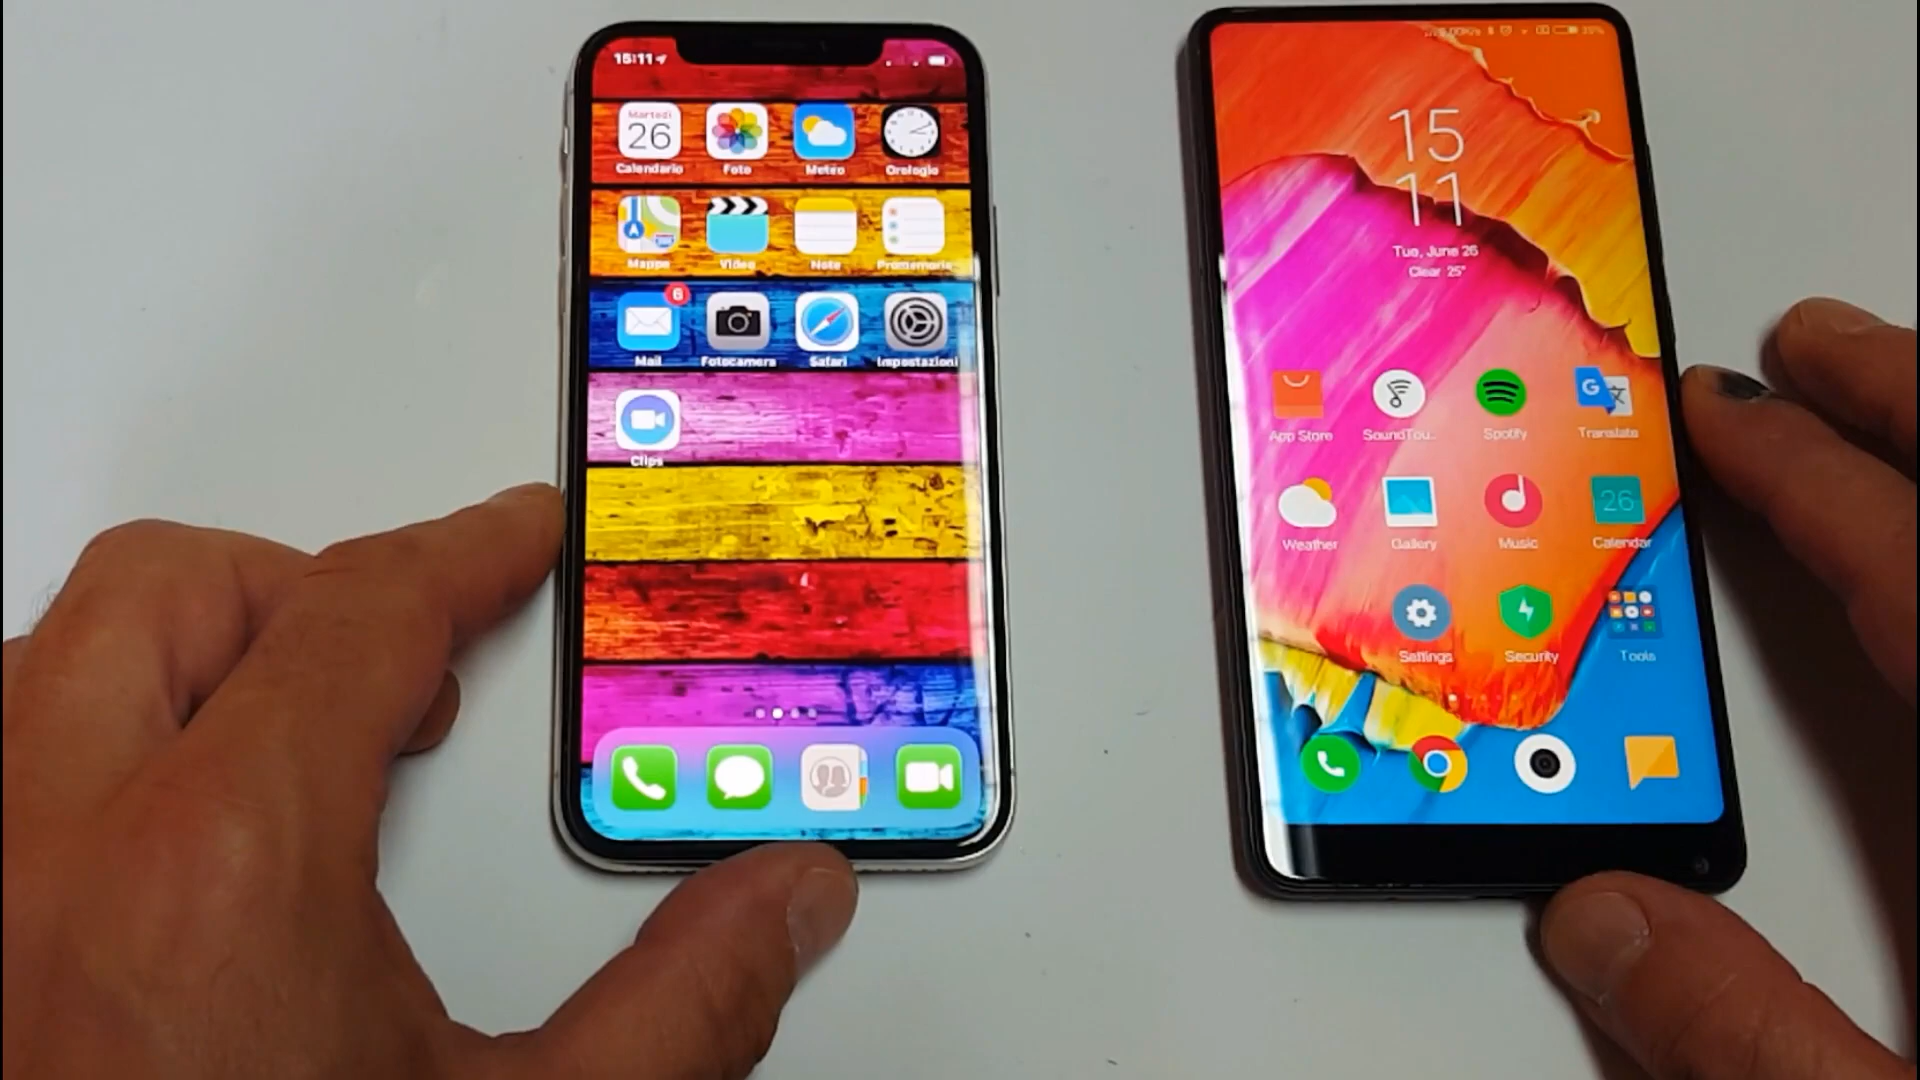 15:11
Martedì
26
Calendario Foto Meteo Orologio
Mappe Video Note Promemoria
6
Mail Fotocamera Safari Impostazioni
Clips
15
11
Tue, June 26
Clear 25°
App Store SoundTou... Spotify Translate
26
Weather Gallery Music Calendar
Settings Security Tools